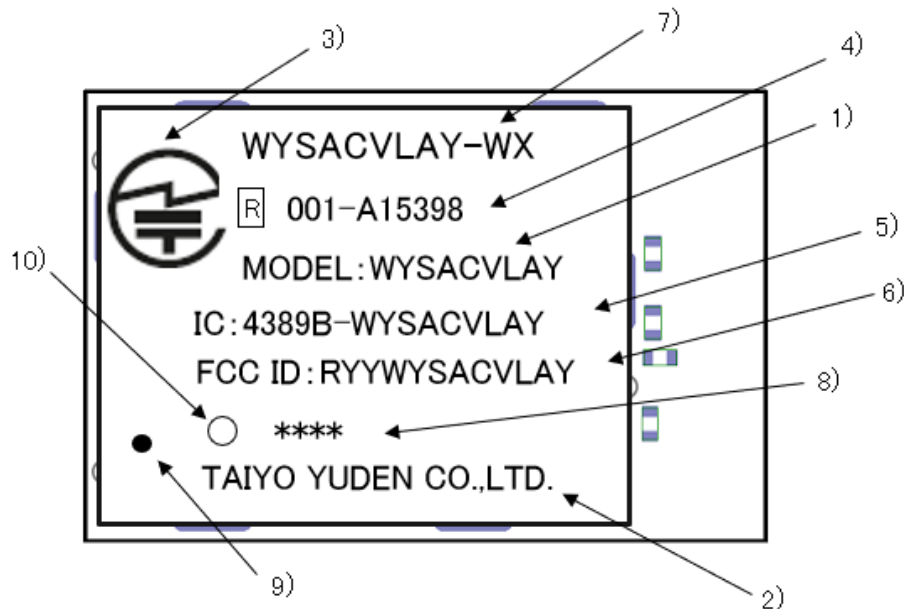 3)
7)
4)
1)
WYSACVLAY-WX
R 001-A15398
MODEL:WYSACVLAY
5)
10)
6)
IC:4389B-WYSACVLAY
FCC ID:RYYWYSACVLAY
8)
****
TAIYO YUDEN CO.,LTD.
9)
2)